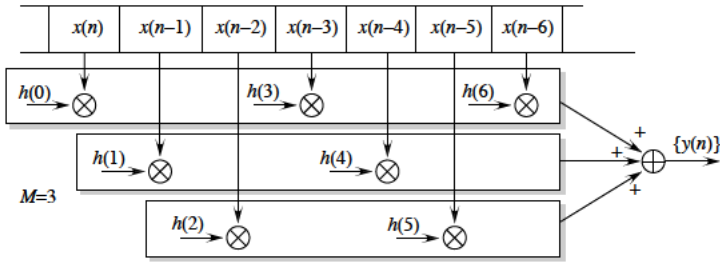 x(n) x(n–1) x(n–2) x(n–3) x(n–4) x(n–5) x(n–6)
h(0) h(3) h(6)
+
h(1) h(4) + {y(n)}
M=3 +
h(2) h(5)